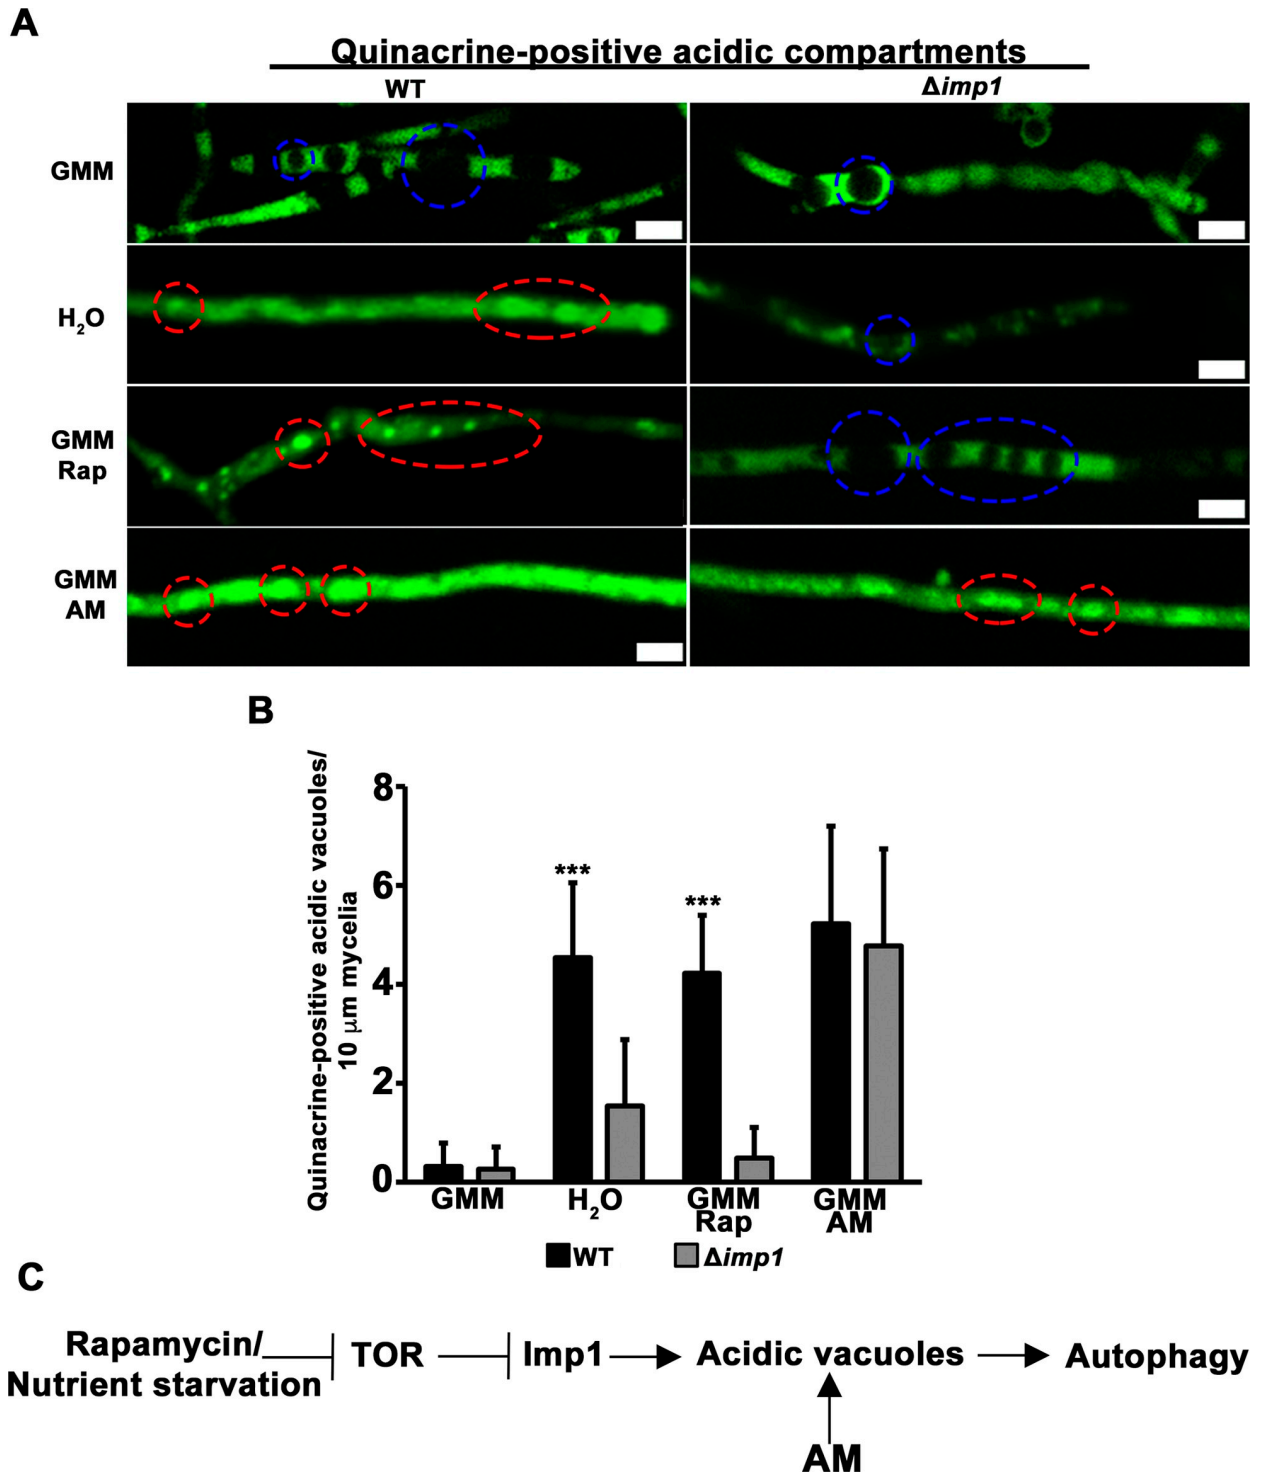 A
Quinacrine-positive acidic compartments
WT
Δimp1
GMM
H₂O
GMM
Rap
GMM
AM
B
Quinacrine-positive acidic vacuoles/
10 μm mycelia
8
6
4
2
0
***
***
GMM
H₂O
GMM
Rap
GMM
AM
WT
Δimp1
C
Rapamycin/
Nutrient starvation
TOR
Imp1
Acidic vacuoles
Autophagy
AM